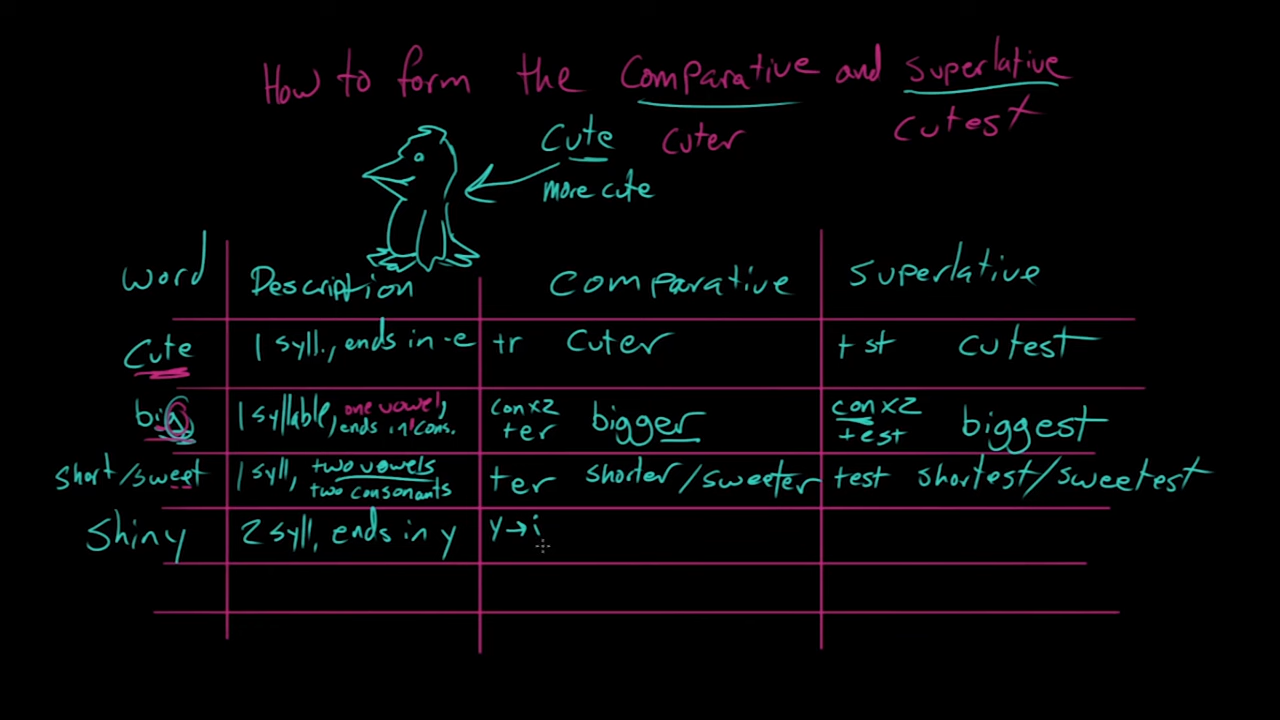 How to form the Comparative and superlative
Cute cuter cutest
more cute
word Description Comparative superlative
Cute 1 syll., ends in -e +r Cuter + st cutest
big 1 syllable, one vowel, ends in 1 cons. con x2 +er bigger con x2 +est biggest
short/sweet 1 syll, two vowels two consonants +er shorter/sweeter +est shortest/sweetest
Shiny 2 syll, ends in y y→i